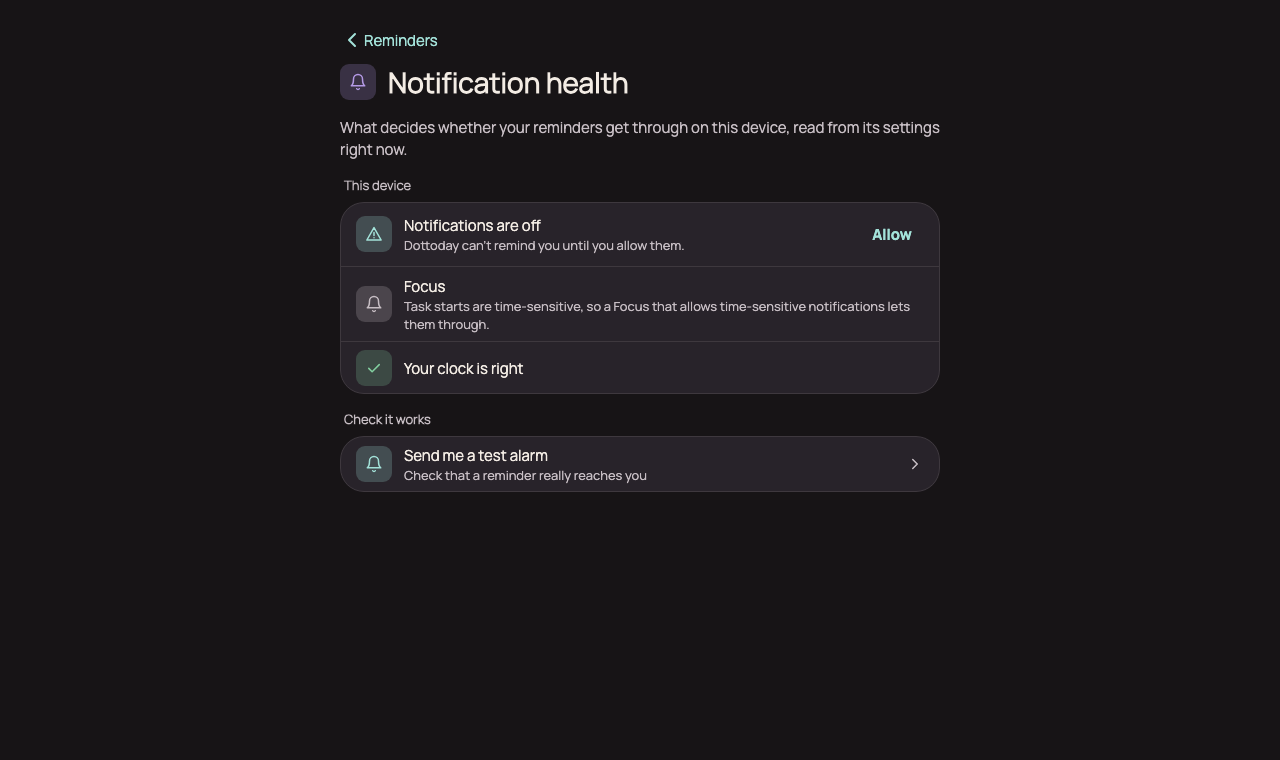 Reminders
Notification health
What decides whether your reminders get through on this device, read from its settings
right now.
This device
Notifications are off
Dottoday can't remind you until you allow them.
Allow
Focus
Task starts are time-sensitive, so a Focus that allows time-sensitive notifications lets
them through.
Your clock is right
Check it works
Send me a test alarm
Check that a reminder really reaches you